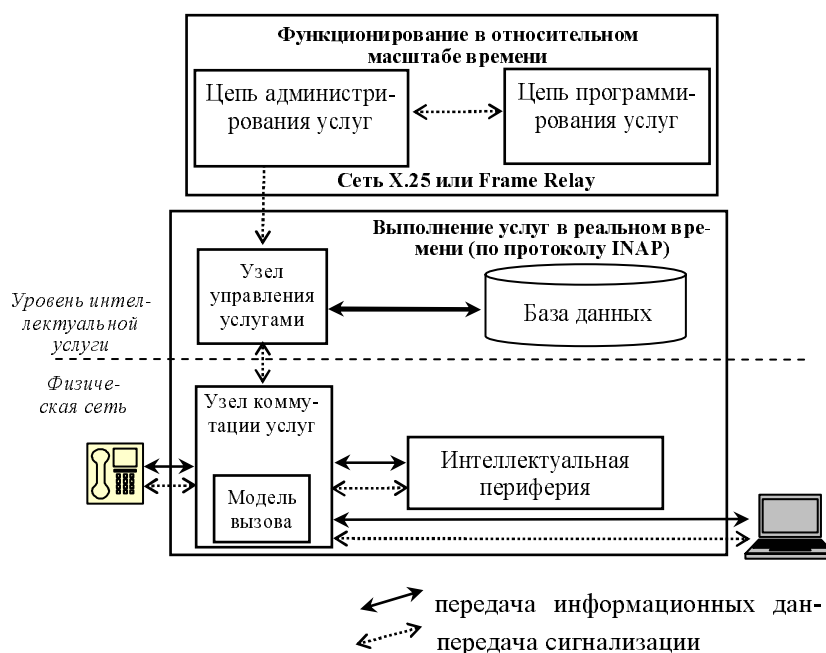 Функционирование в относительном
масштабе времени
Цепь администри-
рования услуг
Цепь программи-
рования услуг
Сеть X.25 или Frame Relay
Выполнение услуг в реальном вре-
мени (по протоколу INAP)
Узел
управления
услугами
База данных
Уровень интел-
лектуальной
услуги
Физиче-
ская сеть
Узел комму-
тации услуг
Модель
вызова
Интеллектуальная
периферия
передача информационных дан-
передача сигнализации